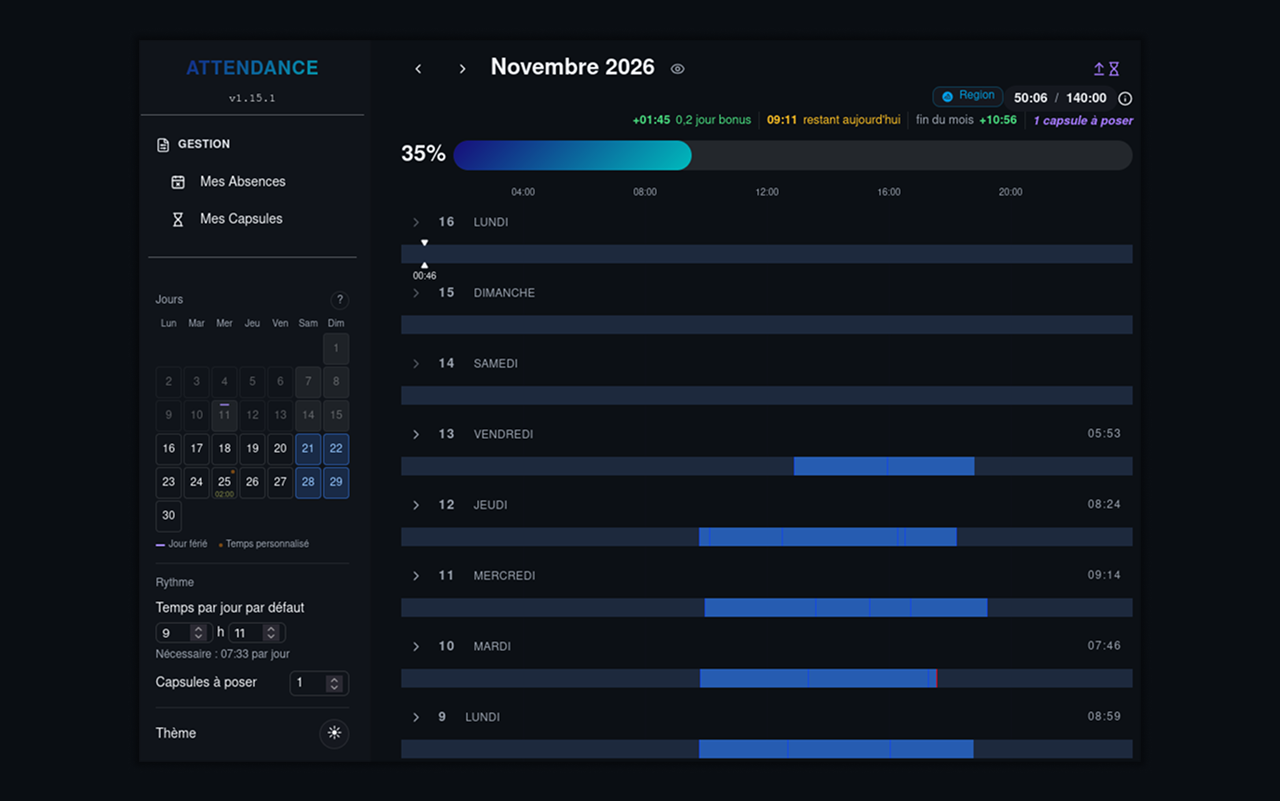 ATTENDANCE
v1.15.1
GESTION
Mes Absences
Mes Capsules
Jours ?
Lun Mar Mer Jeu Ven Sam Dim
1
2 3 4 5 6 7 8
9 10 11 12 13 14 15
16 17 18 19 20 21 22
23 24 25 26 27 28 29
02:00
30
Jour férié Temps personnalisé
Rythme
Temps par jour par défaut
9 h 11
Nécessaire : 07:33 par jour
Capsules à poser 1
Thème
Novembre 2026
Region 50:06 / 140:00
+01:45 0,2 jour bonus 09:11 restant aujourd'hui fin du mois +10:56 1 capsule à poser
35%
04:00 08:00 12:00 16:00 20:00
16 LUNDI
00:46
15 DIMANCHE
14 SAMEDI
13 VENDREDI 05:53
12 JEUDI 08:24
11 MERCREDI 09:14
10 MARDI 07:46
9 LUNDI 08:59